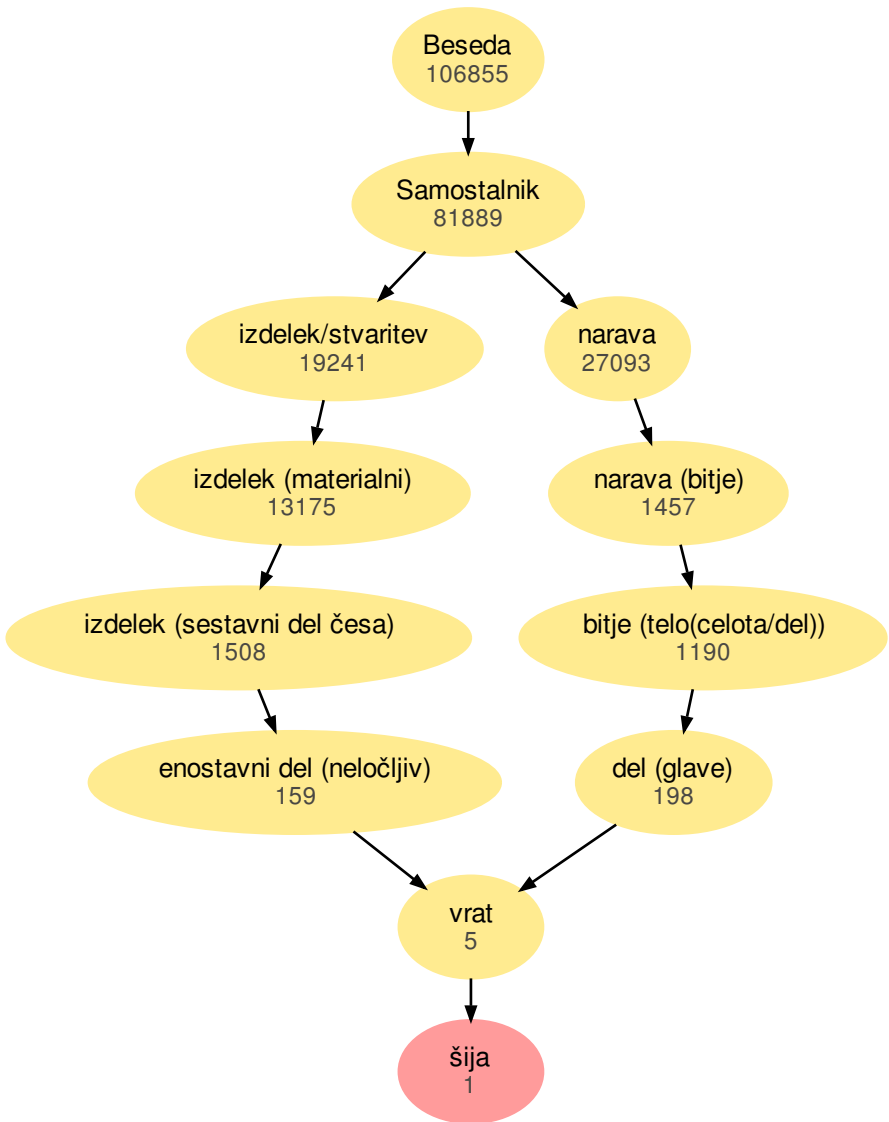 Beseda
106855
Samostalnik
81889
izdelek/stvaritev
19241
narava
27093
izdelek (materialni)
13175
narava (bitje)
1457
izdelek (sestavni del česa)
1508
bitje (telo(celota/del))
1190
enostavni del (neločljiv)
159
del (glave)
198
vrat
5
šija
1